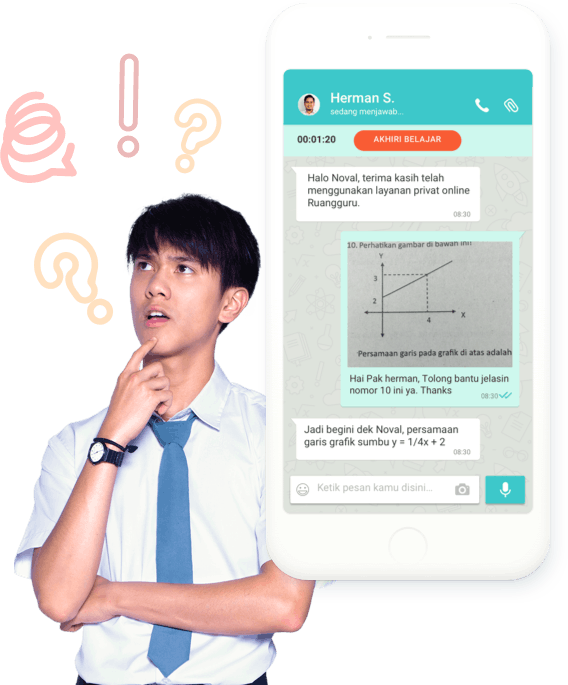 Herman S.
sedang menjawab...
00:01:20
AKHIRI BELAJAR
Halo Noval, terima kasih telah
menggunakan layanan privat online
Ruangguru.
08:30
10. Perhatikan gambar di bawah ini!
Y
3
2
4
X
Persamaan garis pada grafik di atas adalah
Hai Pak herman, Tolong bantu jelasin
nomor 10 ini ya. Thanks
08:30
Jadi begini dek Noval, persamaan
garis grafik sumbu y = 1/4x + 2
08:30
Ketik pesan kamu disini...